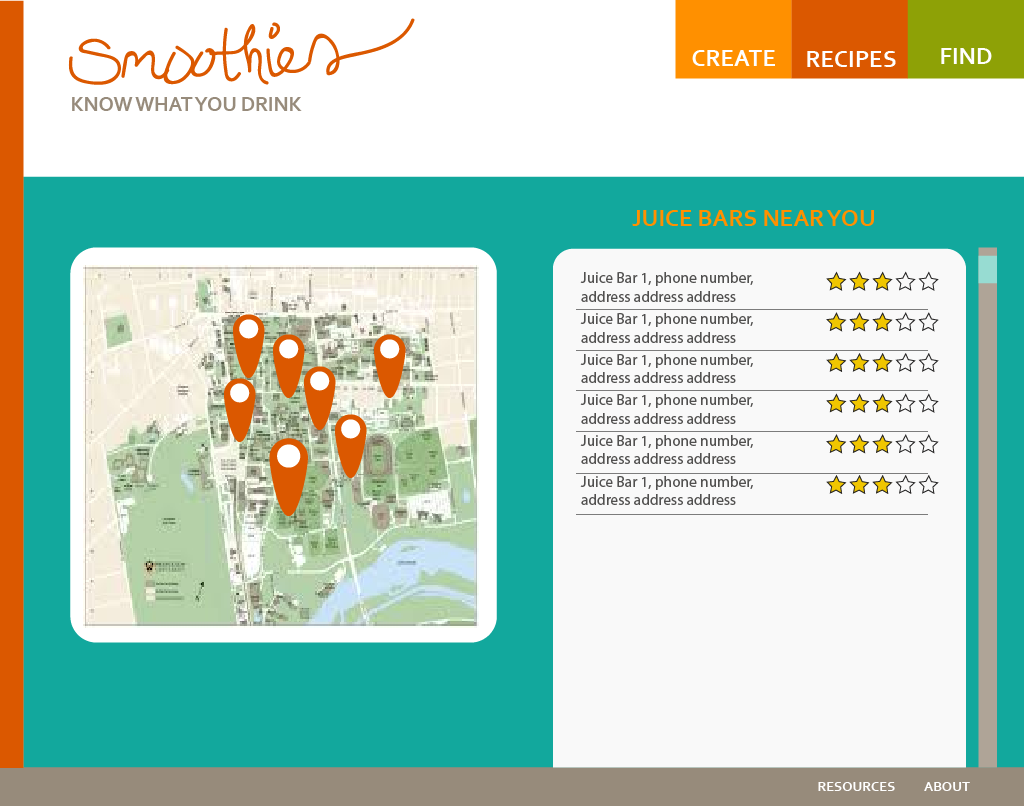 Smoothies
KNOW WHAT YOU DRINK
CREATE
RECIPES
FIND
JUICE BARS NEAR YOU
Juice Bar 1, phone number,
address address address
Juice Bar 1, phone number,
address address address
Juice Bar 1, phone number,
address address address
Juice Bar 1, phone number,
address address address
Juice Bar 1, phone number,
address address address
Juice Bar 1, phone number,
address address address
RESOURCES
ABOUT